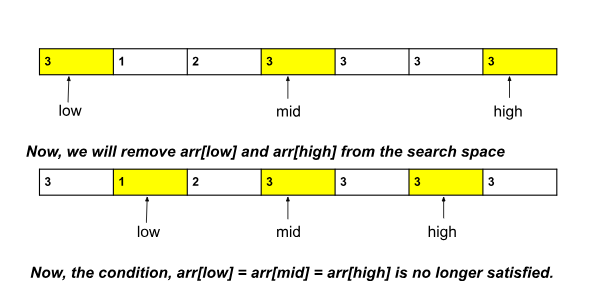 3 1 2 3 3 3 3
low mid high
Now, we will remove arr[low] and arr[high] from the search space
3 1 2 3 3 3 3
low mid high
Now, the condition, arr[low] = arr[mid] = arr[high] is no longer satisfied.